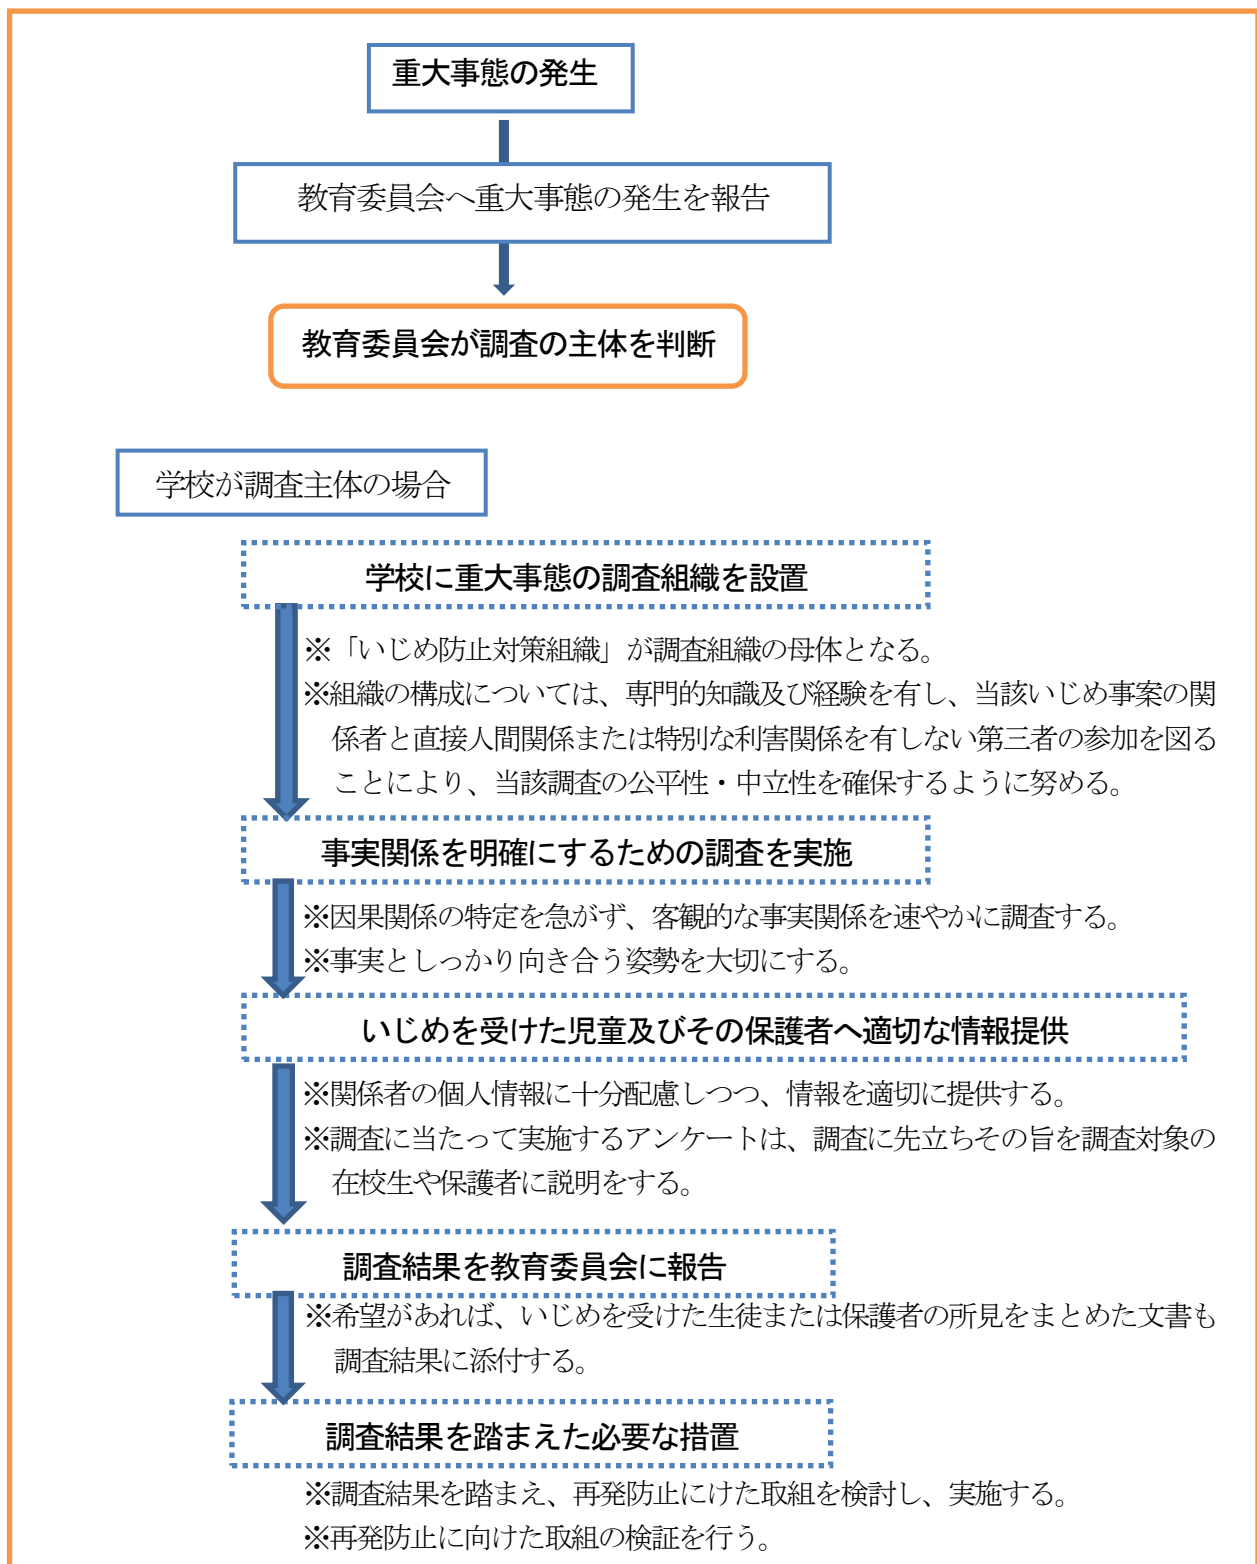 重大事態の発生
教育委員会へ重大事態の発生を報告
教育委員会が調査の主体を判断
学校が調査主体の場合
学校に重大事態の調査組織を設置
※「いじめ防止対策組織」が調査組織の母体となる。
※組織の構成については、専門的知識及び経験を有し、当該いじめ事案の関
係者と直接人間関係または特別な利害関係を有しない第三者の参加を図る
ことにより、当該調査の公平性・中立性を確保するように努める。
事実関係を明確にするための調査を実施
※因果関係の特定を急がず、客観的な事実関係を速やかに調査する。
※事実としっかり向き合う姿勢を大切にする。
いじめを受けた児童及びその保護者へ適切な情報提供
※関係者の個人情報に十分配慮しつつ、情報を適切に提供する。
※調査に当たって実施するアンケートは、調査に先立ちその旨を調査対象の
在校生や保護者に説明をする。
調査結果を教育委員会に報告
※希望があれば、いじめを受けた生徒または保護者の所見をまとめた文書も
調査結果に添付する。
調査結果を踏まえた必要な措置
※調査結果を踏まえ、再発防止にけた取組を検討し、実施する。
※再発防止に向けた取組の検証を行う。